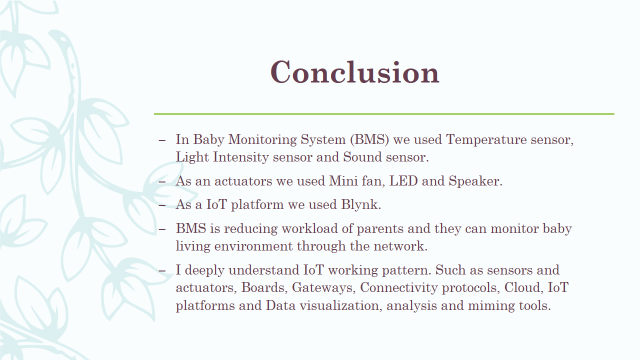 Conclusion
– In Baby Monitoring System (BMS) we used Temperature sensor,
Light Intensity sensor and Sound sensor.
– As an actuators we used Mini fan, LED and Speaker.
– As a IoT platform we used Blynk.
– BMS is reducing workload of parents and they can monitor baby
living environment through the network.
– I deeply understand IoT working pattern. Such as sensors and
actuators, Boards, Gateways, Connectivity protocols, Cloud, IoT
platforms and Data visualization, analysis and miming tools.